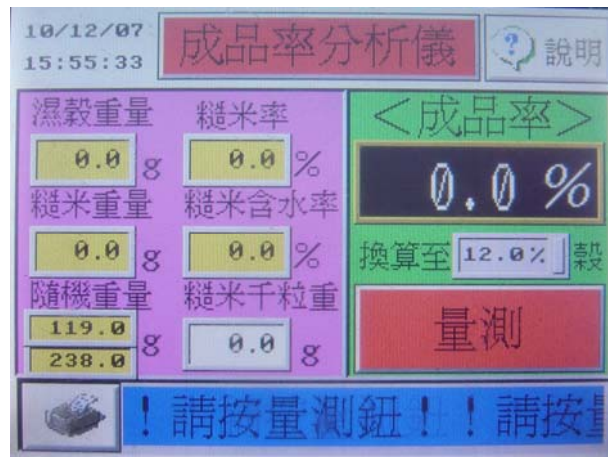 10/12/07
15:55:33
成品率分析儀
說明
濕穀重量
0.0 g
糙米率
0.0 %
糙米重量
0.0 g
糙米含水率
0.0 %
隨機重量
119.0
238.0
g
糙米千粒重
0.0 g
＜成品率＞
0.0 %
換算至 12.0% 穀
量測
！請按量測鈕！！請按量